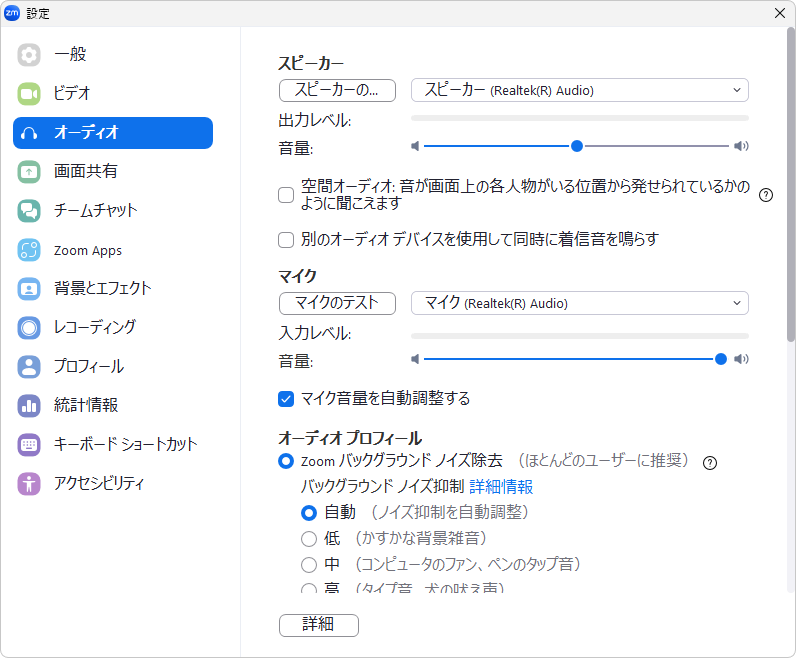 zm 設定
一般
ビデオ
オーディオ
画面共有
チームチャット
Zoom Apps
背景とエフェクト
レコーディング
プロフィール
統計情報
キーボード ショートカット
アクセシビリティ
スピーカー
スピーカーの...
スピーカー (Realtek(R) Audio)
出力レベル:
音量:
空間オーディオ: 音が画面上の各人物がいる位置から発せられているかの
ように聞こえます
別のオーディオ デバイスを使用して同時に着信音を鳴らす
マイク
マイクのテスト
マイク (Realtek(R) Audio)
入力レベル:
音量:
マイク音量を自動調整する
オーディオ プロフィール
Zoom バックグラウンド ノイズ除去 （ほとんどのユーザーに推奨）
バックグラウンド ノイズ抑制 詳細情報
自動 （ノイズ抑制を自動調整）
低 （かすかな背景雑音）
中 （コンピュータのファン、ペンのタップ音）
高 （タイプ音、犬の吠え声）
詳細